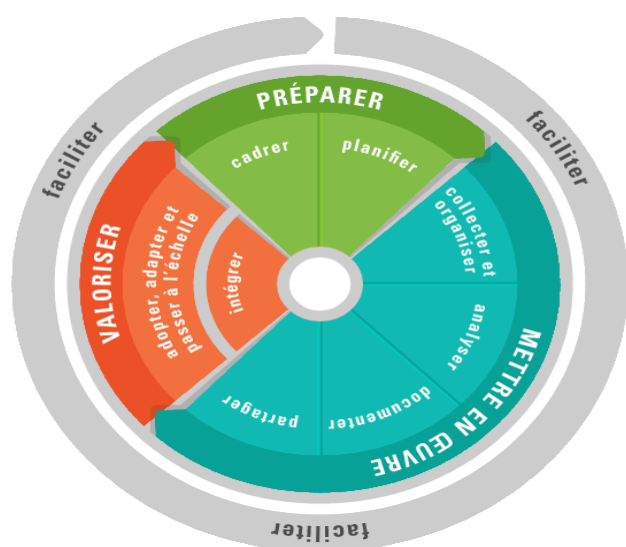 faciliter
PRÉPARER
cadrer
planifier
faciliter
collecter et
organiser
analyser
METTRE EN ŒUVRE
documenter
partager
VALORISER
adopter, adapter et
passer à l'échelle
intégrer
faciliter